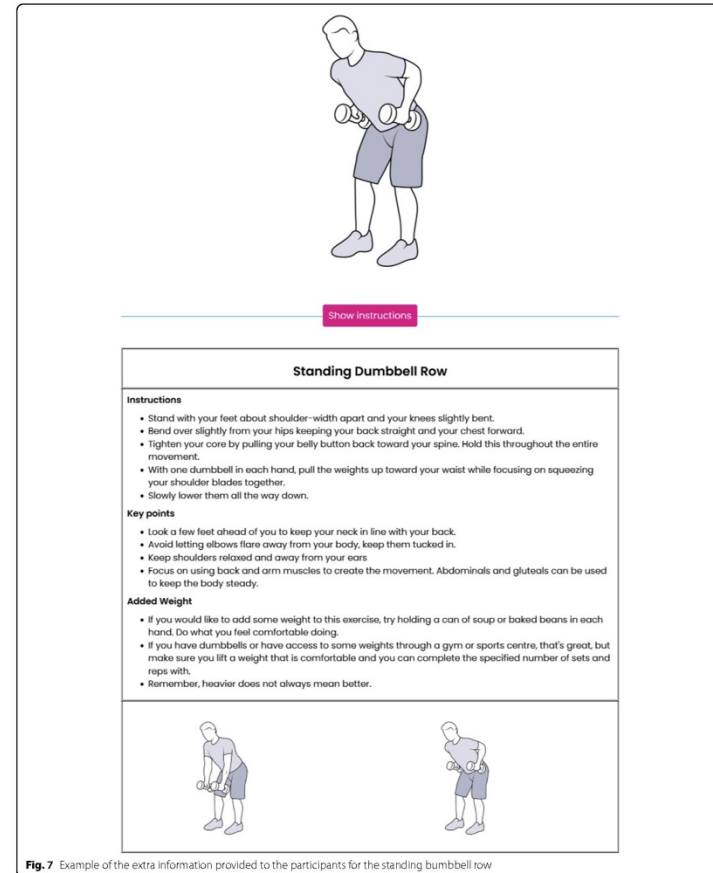 Show instructions
Standing Dumbbell Row
Instructions
• Stand with your feet about shoulder-width apart and your knees slightly bent.
• Bend over slightly from your hips keeping your back straight and your chest forward.
• Tighten your core by pulling your belly button back toward your spine. Hold this throughout the entire
movement.
• With one dumbbell in each hand, pull the weights up toward your waist while focusing on squeezing
your shoulder blades together.
• Slowly lower them all the way down.
Key points
• Look a few feet ahead of you to keep your neck in line with your back.
• Avoid letting elbows flare away from your body, keep them tucked in.
• Keep shoulders relaxed and away from your ears
• Focus on using back and arm muscles to create the movement. Abdominals and gluteals can be used
to keep the body steady.
Added Weight
• If you would like to add some weight to this exercise, try holding a can of soup or baked beans in each
hand. Do what you feel comfortable doing.
• If you have dumbbells or have access to some weights through a gym or sports centre, that's great, but
make sure you lift a weight that is comfortable and you can complete the specified number of sets and
reps with.
• Remember, heavier does not always mean better.
Fig. 7 Example of the extra information provided to the participants for the standing bumbbell row